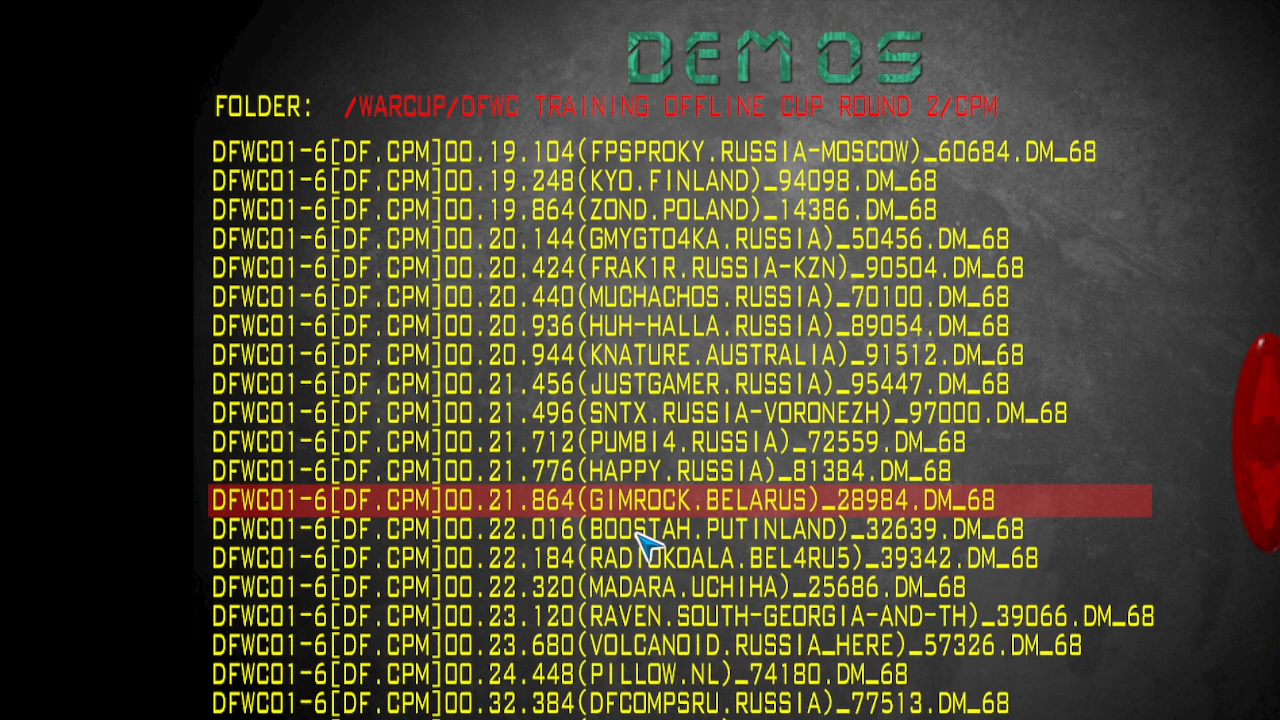 DEMOS
FOLDER: /WARCUP/DFWC TRAINING OFFLINE CUP ROUND 2/CPM
DFWC01-6[DF.CPM]00.19.104(FPSPROKY.RUSSIA-MOSCOW)_60684.DM_68
DFWC01-6[DF.CPM]00.19.248(KYO.FINLAND)_94098.DM_68
DFWC01-6[DF.CPM]00.19.864(ZOND.POLAND)_14386.DM_68
DFWC01-6[DF.CPM]00.20.144(GMYGTO4KA.RUSSIA)_50456.DM_68
DFWC01-6[DF.CPM]00.20.424(FRAK1R.RUSSIA-KZN)_90504.DM_68
DFWC01-6[DF.CPM]00.20.440(MUCHACHOS.RUSSIA)_70100.DM_68
DFWC01-6[DF.CPM]00.20.936(HUH-HALLA.RUSSIA)_89054.DM_68
DFWC01-6[DF.CPM]00.20.944(KNATURE.AUSTRALIA)_91512.DM_68
DFWC01-6[DF.CPM]00.21.456(JUSTGAMER.RUSSIA)_95447.DM_68
DFWC01-6[DF.CPM]00.21.496(SNTX.RUSSIA-VORONEZH)_97000.DM_68
DFWC01-6[DF.CPM]00.21.712(PUMBI4.RUSSIA)_72559.DM_68
DFWC01-6[DF.CPM]00.21.776(HAPPY.RUSSIA)_81384.DM_68
DFWC01-6[DF.CPM]00.21.864(GIMROCK.BELARUS)_28984.DM_68
DFWC01-6[DF.CPM]00.22.016(BOOSTAH.PUTINLAND)_32639.DM_68
DFWC01-6[DF.CPM]00.22.184(RADIOKOALA.BEL4RU5)_39342.DM_68
DFWC01-6[DF.CPM]00.22.320(MADARA.UCHIHA)_25686.DM_68
DFWC01-6[DF.CPM]00.23.120(RAVEN.SOUTH-GEORGIA-AND-TH)_39066.DM_68
DFWC01-6[DF.CPM]00.23.680(VOLCANOID.RUSSIA_HERE)_57326.DM_68
DFWC01-6[DF.CPM]00.24.448(PILLOW.NL)_74180.DM_68
DFWC01-6[DF.CPM]00.32.384(DFCOMPSRU.RUSSIA)_77513.DM_68